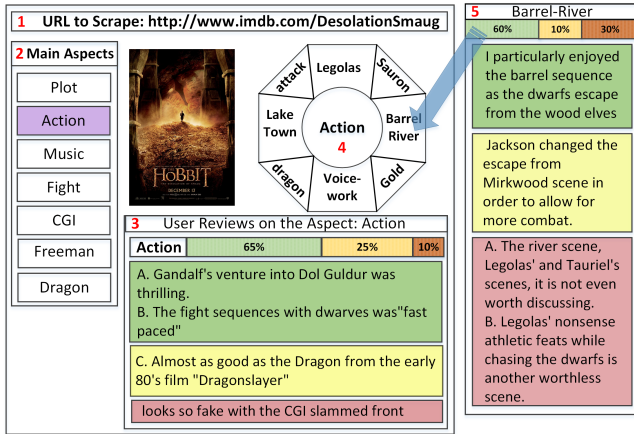 1 URL to Scrape: http://www.imdb.com/DesolationSmaug
2 Main Aspects
Plot
Action
Music
Fight
CGI
Freeman
Dragon
THE
HOBBIT
DECEMBER 13
attack
Legolas
Sauron
Lake
Town
Action
4
Barrel
River
dragon
Voice-
work
Gold
3 User Reviews on the Aspect: Action
Action 65% 25% 10%
A. Gandalf's venture into Dol Guldur was
thrilling.
B. The fight sequences with dwarves was"fast
paced"
C. Almost as good as the Dragon from the early
80's film "Dragonslayer"
looks so fake with the CGI slammed front
5 Barrel-River
60% 10% 30%
I particularly enjoyed
the barrel sequence
as the dwarfs escape
from the wood elves
Jackson changed the
escape from
Mirkwood scene in
order to allow for
more combat.
A. The river scene,
Legolas' and Tauriel's
scenes, it is not even
worth discussing.
B. Legolas' nonsense
athletic feats while
chasing the dwarfs is
another worthless
scene.